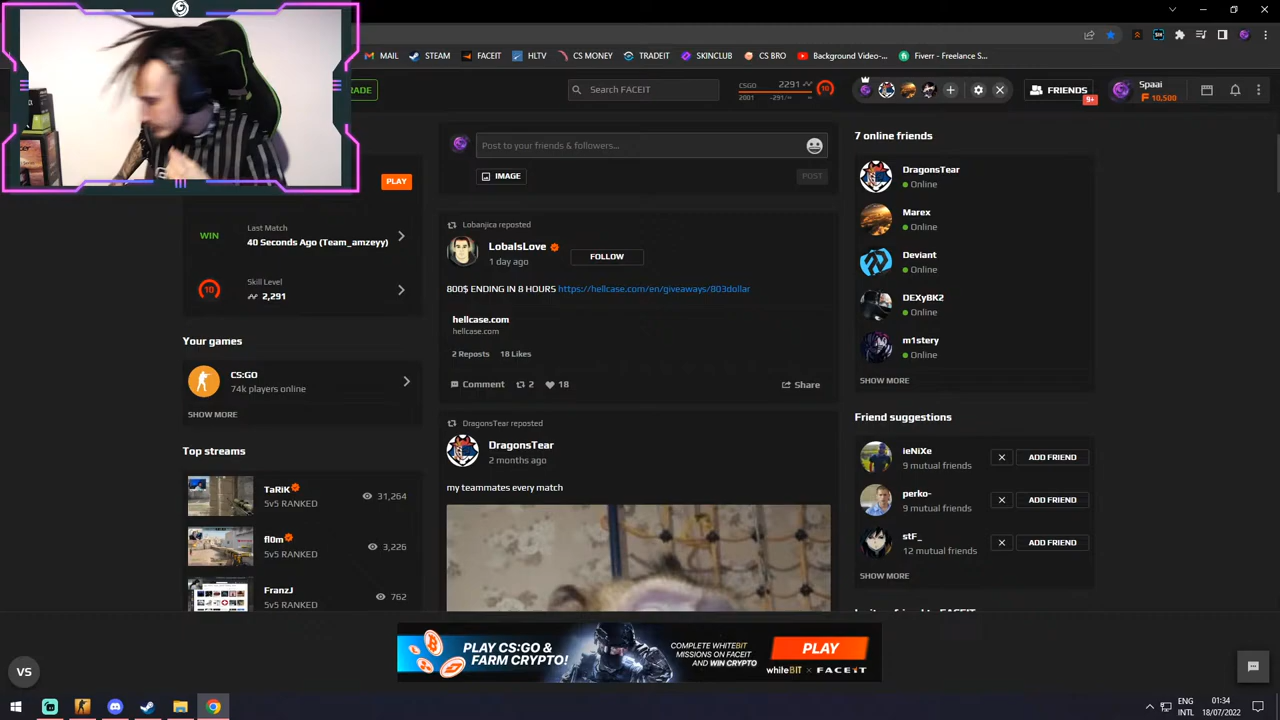 MAIL
STEAM
FACEIT
HLTV
CS MONEY
TRADEIT
SKINCLUB
CS BRO
Background Video-...
Fiverr - Freelance S...
RADE
Search FACEIT
CSGO
2291
2001
-291/∞
10
FRIENDS
9+
Spaai
10,500
PLAY
WIN
Last Match
40 Seconds Ago (Team_amzeyy)
10
Skill Level
2,291
Your games
CS:GO
74k players online
SHOW MORE
Top streams
TaRiK
5v5 RANKED
31,264
fl0m
5v5 RANKED
3,226
FranzJ
5v5 RANKED
762
Post to your friends & followers...
IMAGE
POST
Lobanjica reposted
LobaIsLove
1 day ago
FOLLOW
800$ ENDING IN 8 HOURS https://hellcase.com/en/giveaways/803dollar
hellcase.com
hellcase.com
2 Reposts 18 Likes
Comment
2
18
Share
DragonsTear reposted
DragonsTear
2 months ago
my teammates every match
7 online friends
DragonsTear
Online
Marex
Online
Deviant
Online
DEXyBK2
Online
m1stery
Online
SHOW MORE
Friend suggestions
ieNiXe
9 mutual friends
ADD FRIEND
perko-
9 mutual friends
ADD FRIEND
stF_
12 mutual friends
ADD FRIEND
SHOW MORE
PLAY CS:GO &
FARM CRYPTO!
COMPLETE WHITEBIT
MISSIONS ON FACEIT
AND WIN CRYPTO
PLAY
whiteBIT × FACEIT
VS
ENG
INTL
01:34
18/07/2022